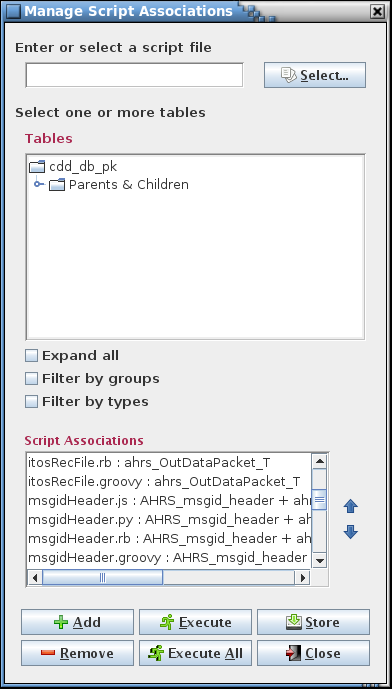 Manage Script Associations
Enter or select a script file
Select...
Select one or more tables
Tables
cdd_db_pk
Parents & Children
Expand all
Filter by groups
Filter by types
Script Associations
itosRecFile.rb : ahrs_OutDataPacket_T
itosRecFile.groovy : ahrs_OutDataPacket_T
msgidHeader.js : AHRS_msgid_header + ah
msgidHeader.py : AHRS_msgid_header + ah
msgidHeader.rb : AHRS_msgid_header + ah
msgidHeader.groovy : AHRS_msgid_header
Add Execute Store
Remove Execute All Close